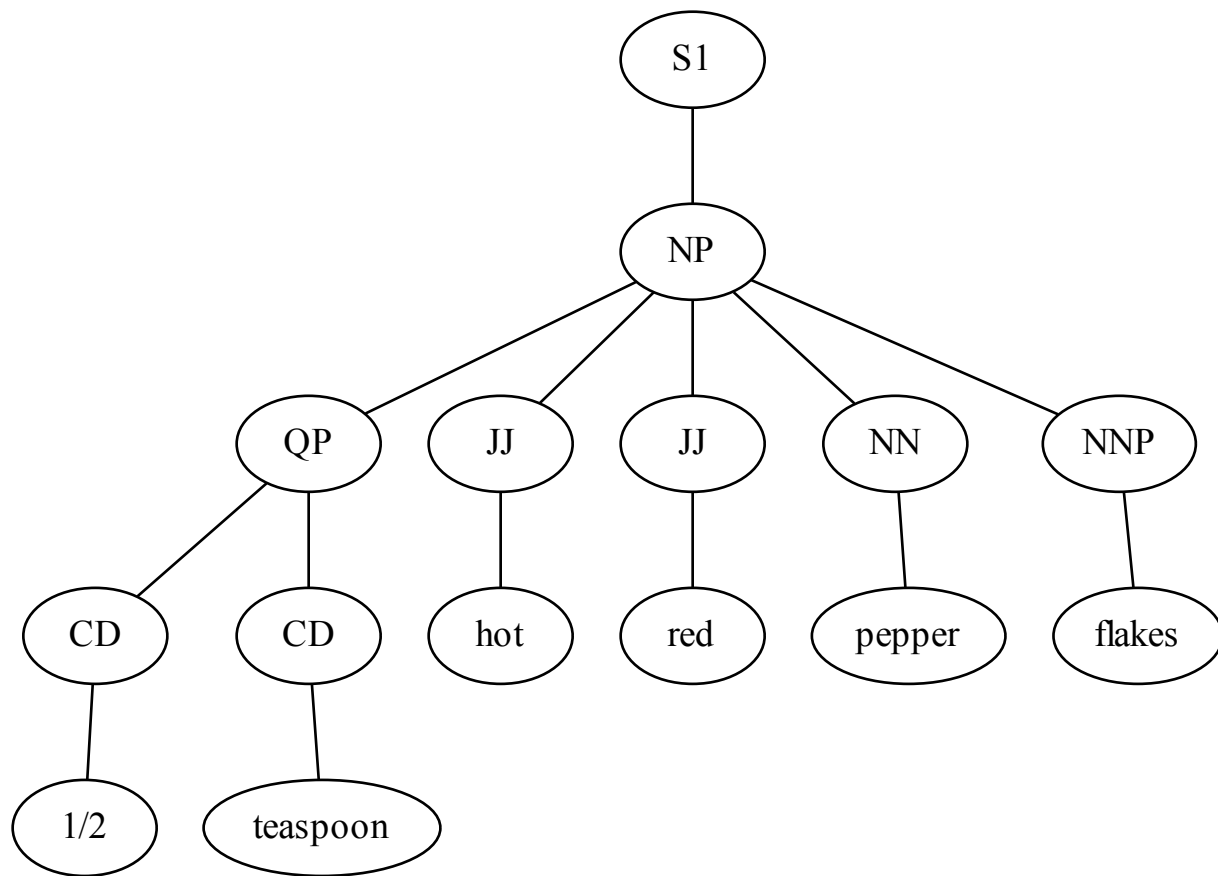 S1
NP
QP JJ JJ NN NNP
CD CD hot red pepper flakes
1/2 teaspoon